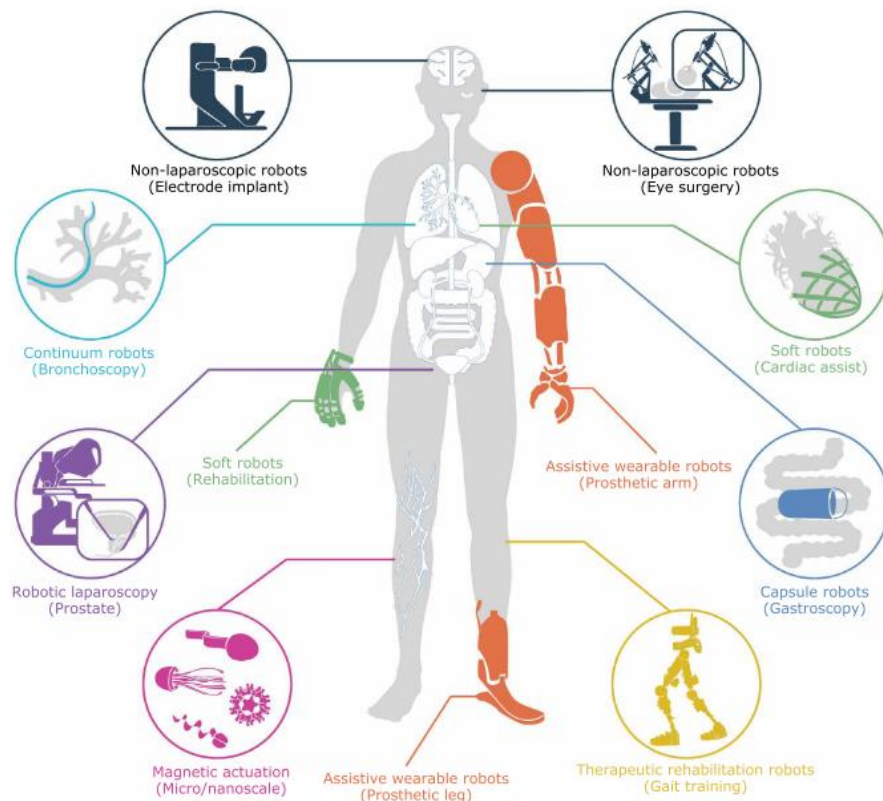 Non-laparoscopic robots
(Electrode implant)
Non-laparoscopic robots
(Eye surgery)
Continuum robots
(Bronchoscopy)
Soft robots
(Cardiac assist)
Soft robots
(Rehabilitation)
Assistive wearable robots
(Prosthetic arm)
Robotic laparoscopy
(Prostate)
Capsule robots
(Gastroscopy)
Magnetic actuation
(Micro/nanoscale)
Assistive wearable robots
(Prosthetic leg)
Therapeutic rehabilitation robots
(Gait training)